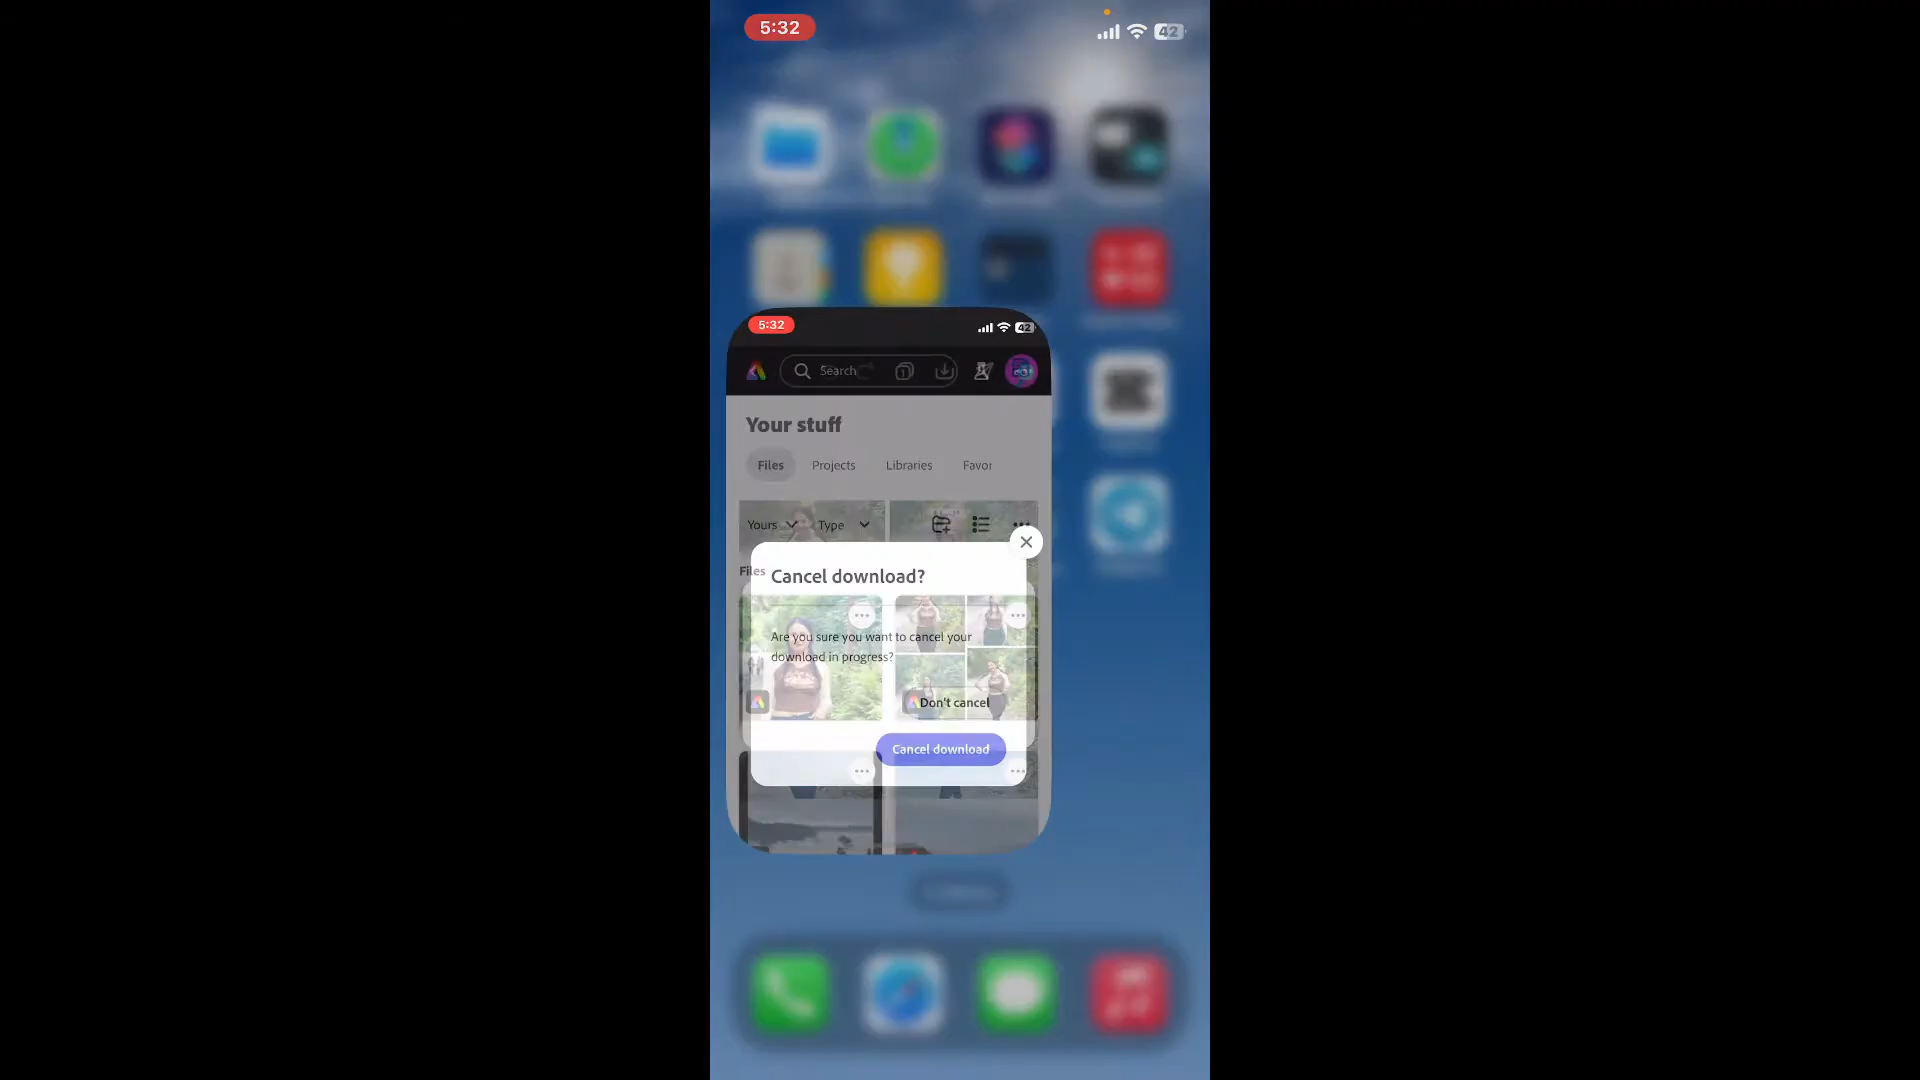 5:32
42
5:32
42
Search
1
Your stuff
Files Projects Libraries Favor
Yours Type
Files
Cancel download?
Are you sure you want to cancel your
download in progress?
Don't cancel
Cancel download